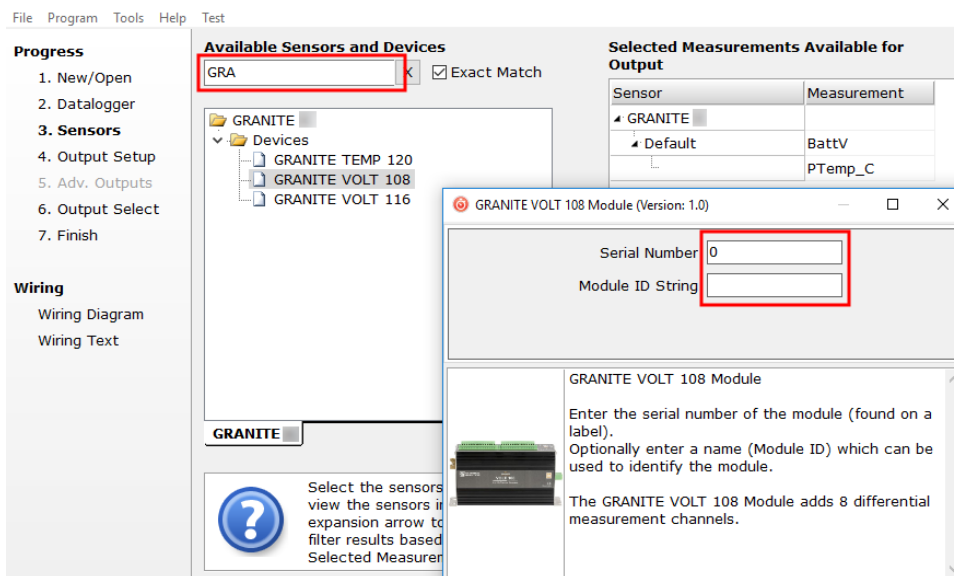 File Program Tools Help Test
Progress
1. New/Open
2. Datalogger
3. Sensors
4. Output Setup
5. Adv. Outputs
6. Output Select
7. Finish
Wiring
Wiring Diagram
Wiring Text
Available Sensors and Devices
GRA
X
Exact Match
GRANITE
Devices
GRANITE TEMP 120
GRANITE VOLT 108
GRANITE VOLT 116
GRANITE
Select the sensors
view the sensors i
expansion arrow to
filter results based
Selected Measurer
Selected Measurements Available for
Output
Sensor Measurement
GRANITE
Default BattV
PTemp_C
GRANITE VOLT 108 Module (Version: 1.0)
Serial Number 0
Module ID String
GRANITE VOLT 108 Module
Enter the serial number of the module (found on a
label).
Optionally enter a name (Module ID) which can be
used to identify the module.
The GRANITE VOLT 108 Module adds 8 differential
measurement channels.